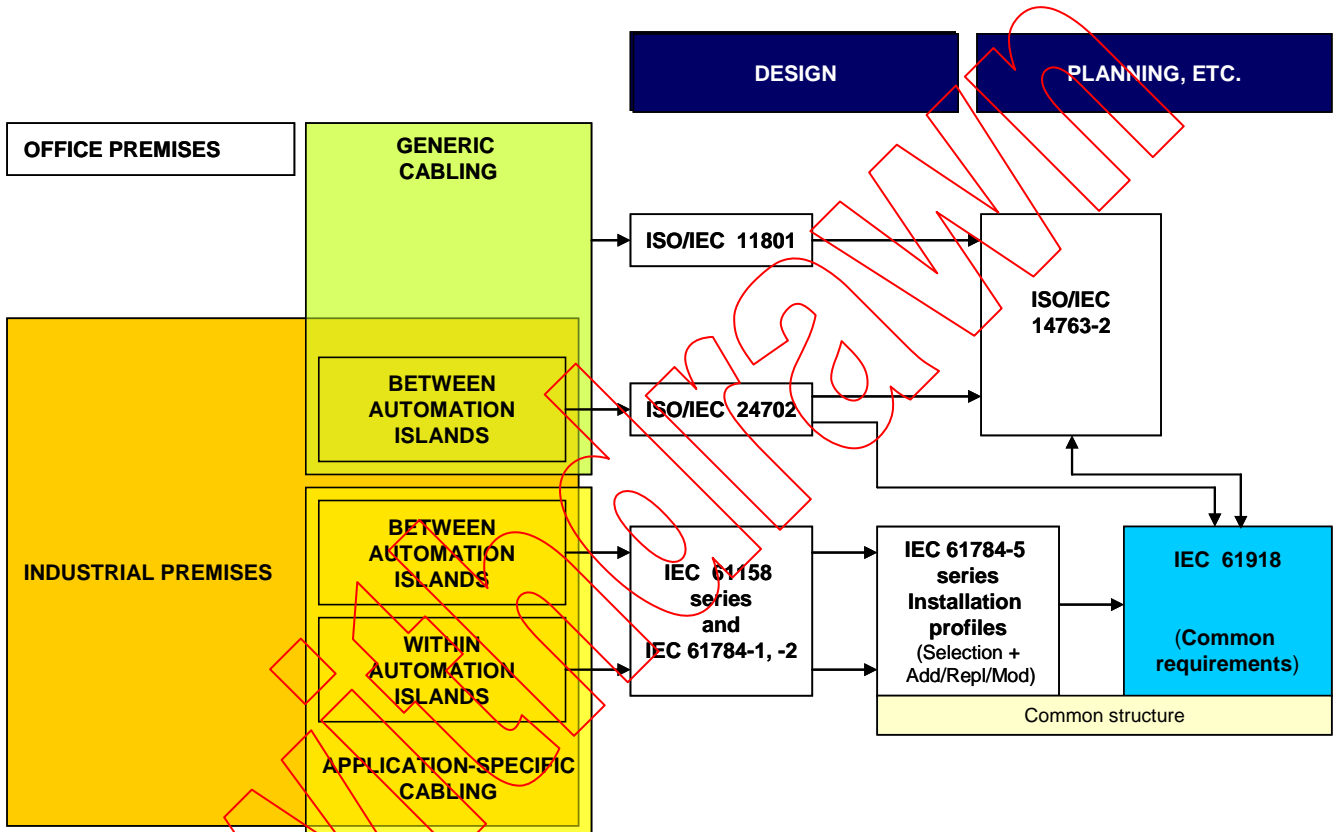 DESIGN
PLANNING, ETC.
OFFICE PREMISES
GENERIC
CABLING
ISO/IEC 11801
ISO/IEC
14763-2
BETWEEN
AUTOMATION
ISLANDS
ISO/IEC 24702
INDUSTRIAL PREMISES
BETWEEN
AUTOMATION
ISLANDS
WITHIN
AUTOMATION
ISLANDS
APPLICATION-SPECIFIC
CABLING
IEC 61158
series
and
IEC 61784-1, -2
IEC 61784-5
series
Installation
profiles
(Selection +
Add/Repl/Mod)
IEC 61918
(Common
requirements)
Common structure
Withdrawn